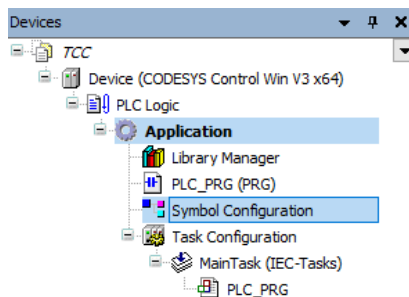 Devices
TCC
Device (CODESYS Control Win V3 x64)
PLC Logic
Application
Library Manager
PLC_PRG (PRG)
Symbol Configuration
Task Configuration
MainTask (IEC-Tasks)
PLC_PRG